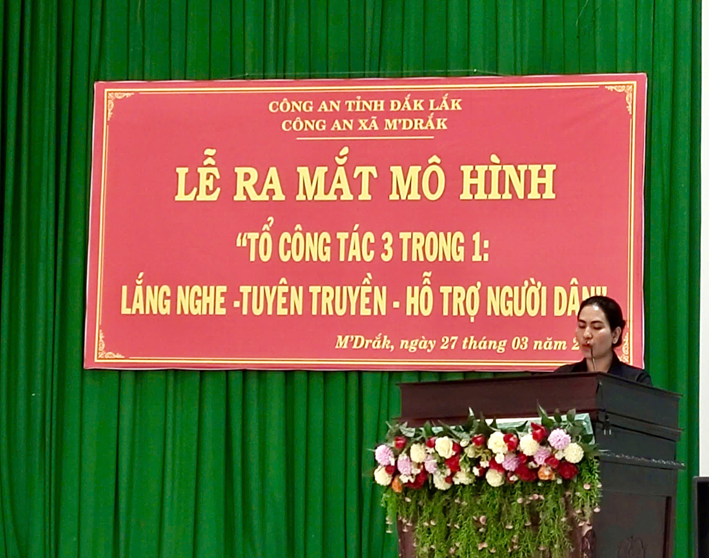 CÔNG AN TỈNH ĐẮK LẮK
CÔNG AN XÃ M'DRẮK
LỄ RA MẮT MÔ HÌNH
"TỔ CÔNG TÁC 3 TRONG 1:
LẮNG NGHE -TUYÊN TRUYỀN - HỖ TRỢ NGƯỜI DÂN"
M'Drắk, ngày 27 tháng 03 năm 2